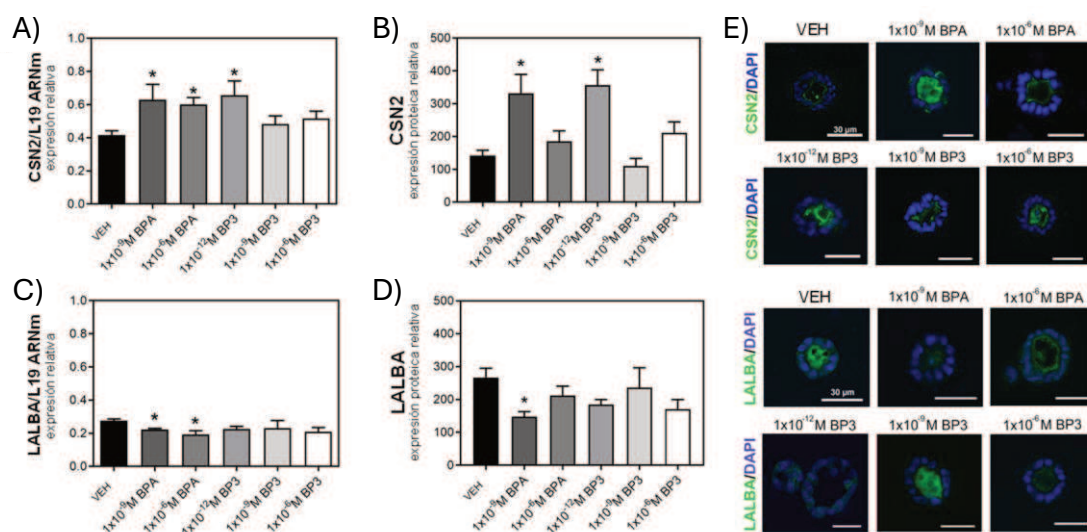 A)
CSN2/L19 ARNm
expresión relativa
1.0
0.8
0.6
0.4
0.2
0.0
*
*
*
VEH
1x10⁻⁹M BPA
1x10⁻⁶M BPA
1x10⁻¹²M BP3
1x10⁻⁹M BP3
1x10⁻⁶M BP3
B)
CSN2
expresión proteica relativa
500
400
300
200
100
0
*
*
VEH
1x10⁻⁹M BPA
1x10⁻⁶M BPA
1x10⁻¹²M BP3
1x10⁻⁹M BP3
1x10⁻⁶M BP3
C)
LALBA/L19 ARNm
expresión relativa
1.0
0.8
0.6
0.4
0.2
0.0
*
*
VEH
1x10⁻⁹M BPA
1x10⁻⁶M BPA
1x10⁻¹²M BP3
1x10⁻⁹M BP3
1x10⁻⁶M BP3
D)
LALBA
expresión proteica relativa
500
400
300
200
100
0
*
VEH
1x10⁻⁹M BPA
1x10⁻⁶M BPA
1x10⁻¹²M BP3
1x10⁻⁹M BP3
1x10⁻⁶M BP3
E)
VEH
1x10⁻⁹M BPA
1x10⁻⁶M BPA
CSN2/DAPI
30 µm
1x10⁻¹²M BP3
1x10⁻⁹M BP3
1x10⁻⁶M BP3
CSN2/DAPI
VEH
1x10⁻⁹M BPA
1x10⁻⁶M BPA
LALBA/DAPI
30 µm
1x10⁻¹²M BP3
1x10⁻⁹M BP3
1x10⁻⁶M BP3
LALBA/DAPI